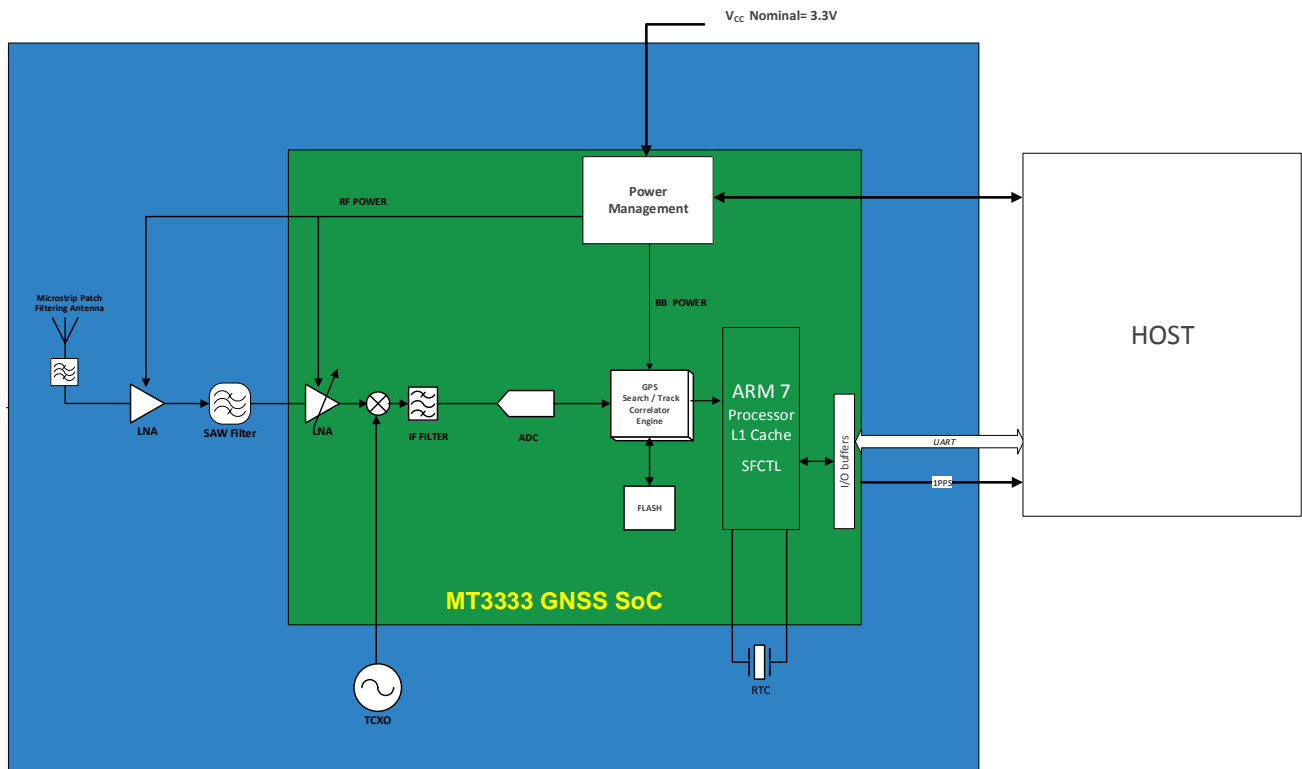 VCC Nominal= 3.3V
Power
Management
RF POWER
BB POWER
Microstrip Patch
Filtering Antenna
LNA
SAW Filter
LNA
IF FILTER
ADC
GPS
Search / Track
Correlator
Engine
FLASH
ARM 7
Processor
L1 Cache
SFCTL
I/O buffers
UART
1PPS
HOST
MT3333 GNSS SoC
TCXO
RTC